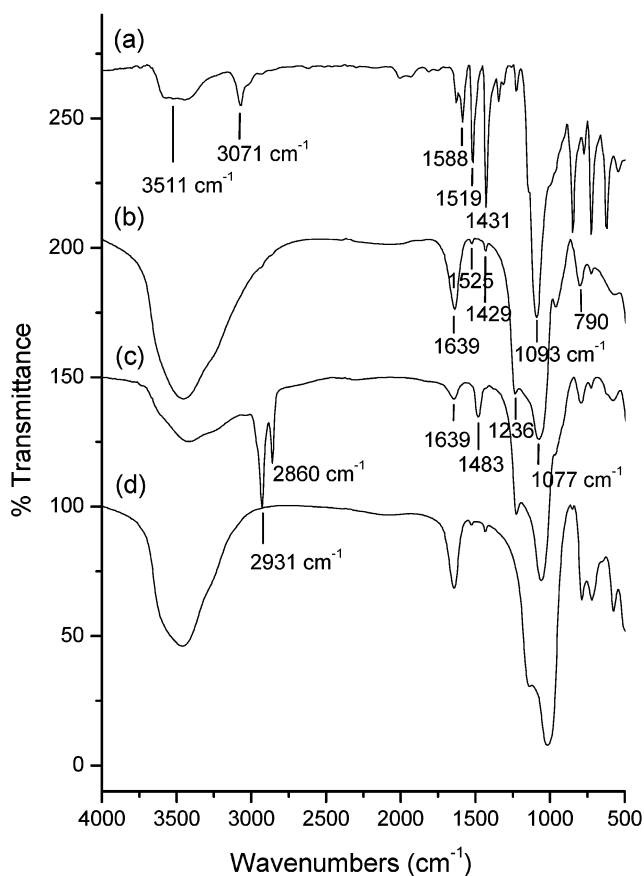 (a)
3511 cm⁻¹
3071 cm⁻¹
1588
1519
1431
(b)
1525
1429
1639
1093 cm⁻¹
790
(c)
2860 cm⁻¹
2931 cm⁻¹
1639
1483
1236
1077 cm⁻¹
(d)
% Transmittance
250
200
150
100
50
0
4000 3500 3000 2500 2000 1500 1000 500
Wavenumbers (cm⁻¹)